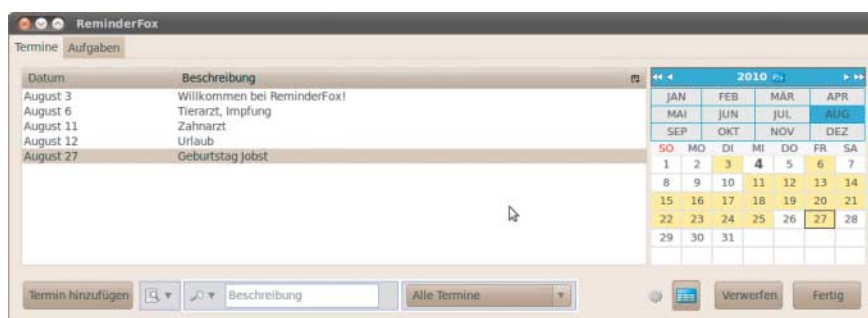 ReminderFox
Termine Aufgaben
Datum Beschreibung
August 3 Willkommen bei ReminderFox!
August 6 Tierarzt, Impfung
August 11 Zahnarzt
August 12 Urlaub
August 27 Geburtstag Jobst
2010
JAN FEB MÄR APR
MAI JUN JUL AUG
SEP OKT NOV DEZ
SO MO DI MI DO FR SA
1 2 3 4 5 6 7
8 9 10 11 12 13 14
15 16 17 18 19 20 21
22 23 24 25 26 27 28
29 30 31
Termin hinzufügen Beschreibung Alle Termine Verwerfen Fertig